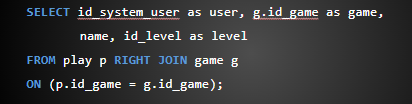 SELECT id_system_user as user, g.id_game as game,
name, id_level as level
FROM play p RIGHT JOIN game g
ON (p.id_game = g.id_game);